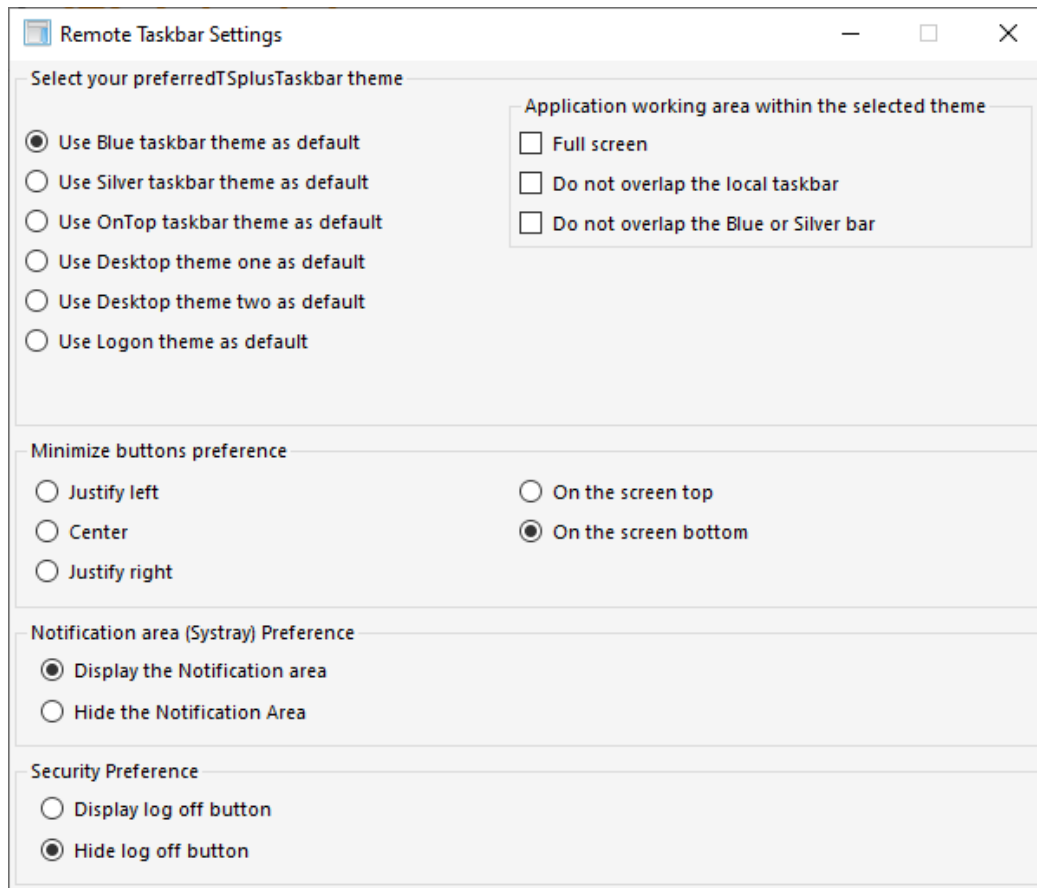 Remote Taskbar Settings
Select your preferredTSplusTaskbar theme
Application working area within the selected theme
Use Blue taskbar theme as default
Full screen
Use Silver taskbar theme as default
Do not overlap the local taskbar
Use OnTop taskbar theme as default
Do not overlap the Blue or Silver bar
Use Desktop theme one as default
Use Desktop theme two as default
Use Logon theme as default
Minimize buttons preference
Justify left
On the screen top
Center
On the screen bottom
Justify right
Notification area (Systray) Preference
Display the Notification area
Hide the Notification Area
Security Preference
Display log off button
Hide log off button